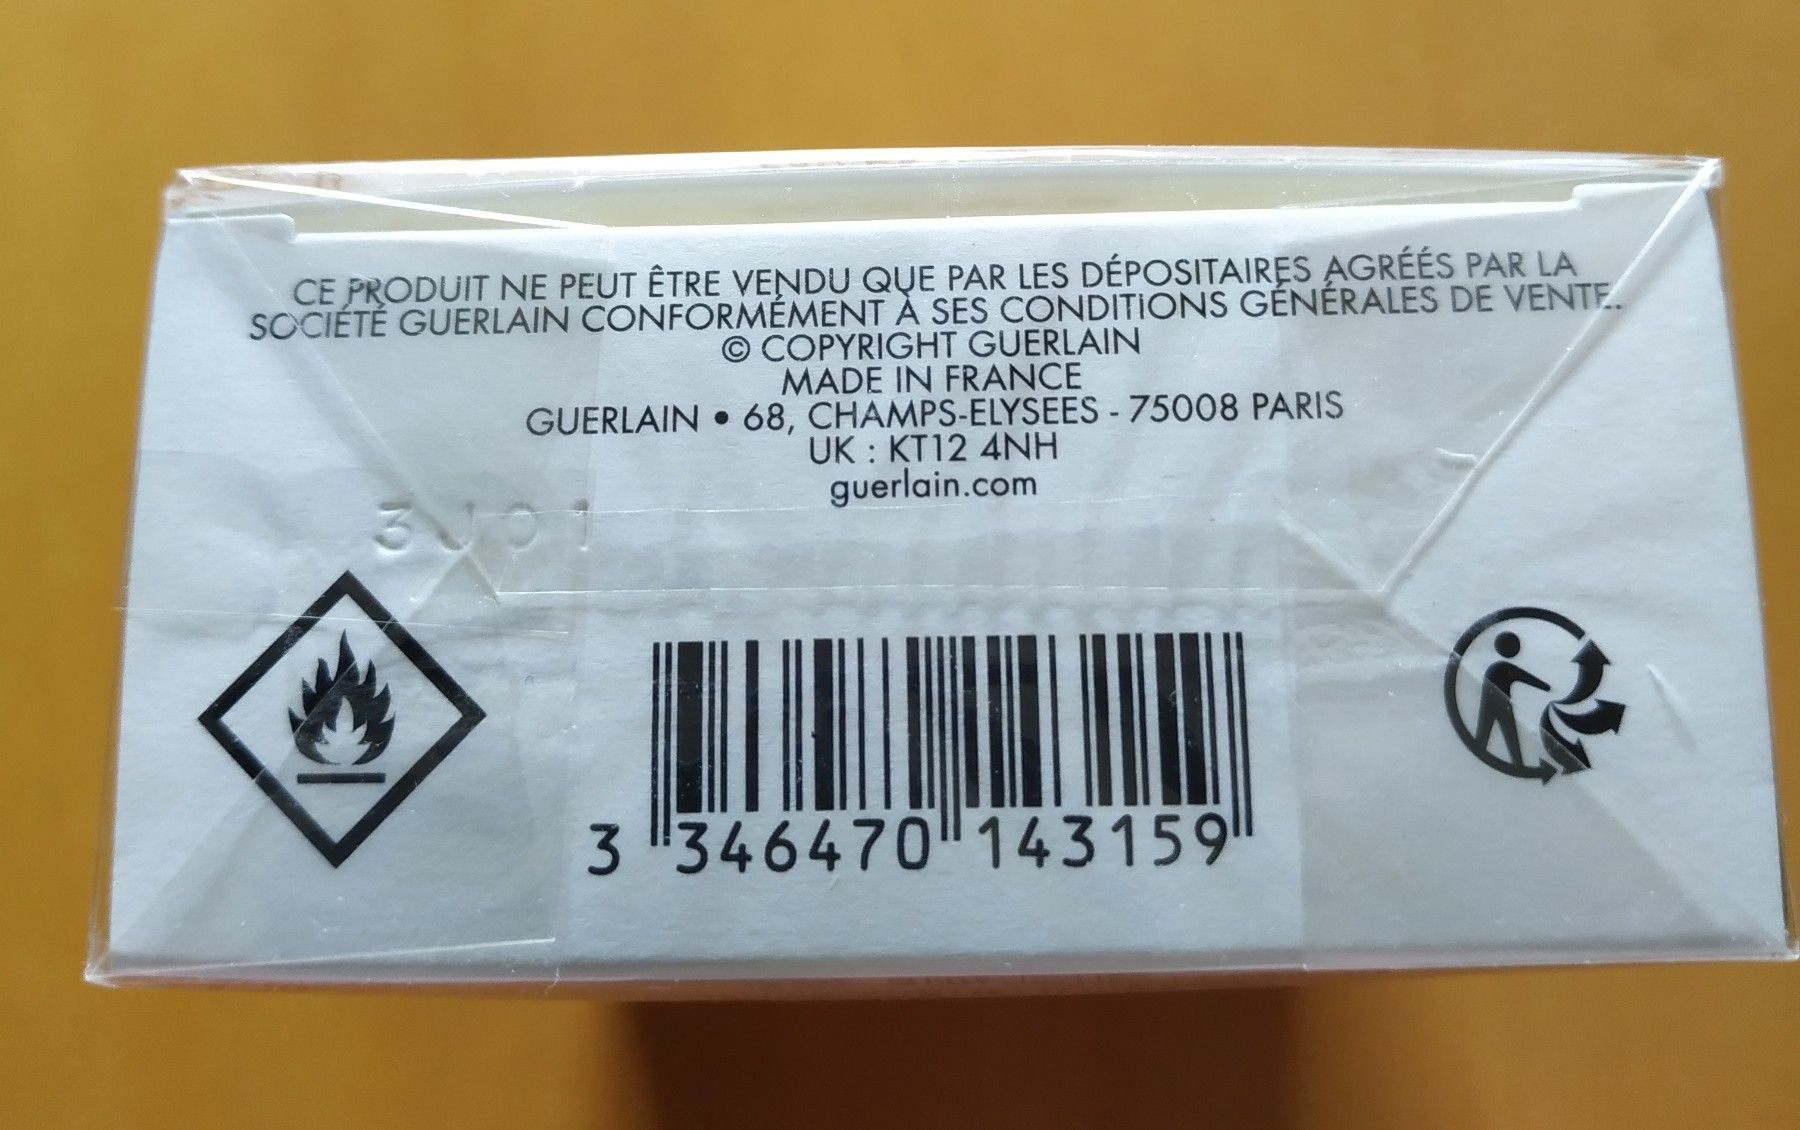 CE PRODUIT NE PEUT ÊTRE VENDU QUE PAR LES DÉPOSITAIRES AGRÉÉS PAR LA
SOCIÉTÉ GUERLAIN CONFORMÉMENT À SES CONDITIONS GÉNÉRALES DE VENTE.
© COPYRIGHT GUERLAIN
MADE IN FRANCE
GUERLAIN • 68, CHAMPS-ELYSEES - 75008 PARIS
UK : KT12 4NH
guerlain.com
3J01
3 346470 143159